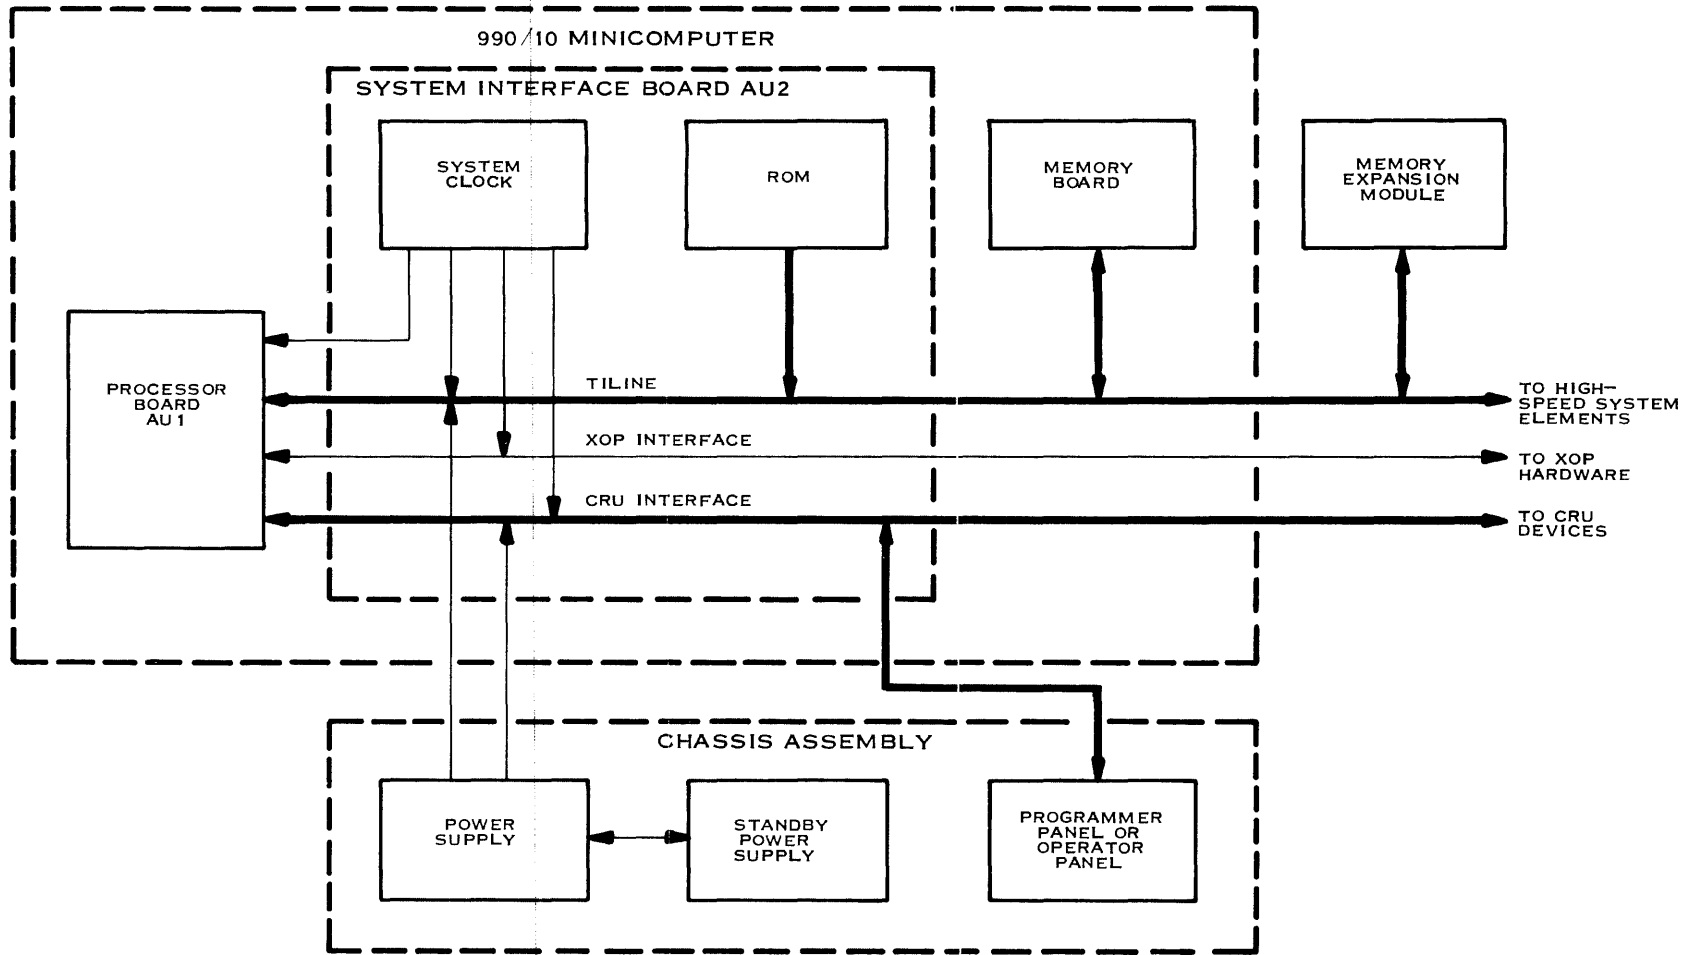 990/10 MINICOMPUTER
SYSTEM INTERFACE BOARD AU2
SYSTEM
CLOCK
ROM
MEMORY
BOARD
MEMORY
EXPANSION
MODULE
PROCESSOR
BOARD
AU1
TILINE
TO HIGH-
SPEED SYSTEM
ELEMENTS
XOP INTERFACE
TO XOP
HARDWARE
CRU INTERFACE
TO CRU
DEVICES
CHASSIS ASSEMBLY
POWER
SUPPLY
STANDBY
POWER
SUPPLY
PROGRAMMER
PANEL OR
OPERATOR
PANEL